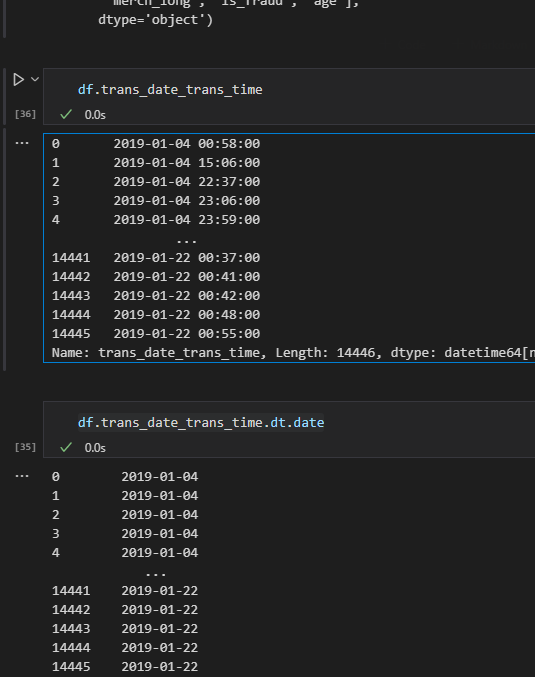 "merch_long", "is_fraud", "age"],
dtype='object')
df.trans_date_trans_time
[36]
0.0s
...
0 2019-01-04 00:58:00
1 2019-01-04 15:06:00
2 2019-01-04 22:37:00
3 2019-01-04 23:06:00
4 2019-01-04 23:59:00
...
14441 2019-01-22 00:37:00
14442 2019-01-22 00:41:00
14443 2019-01-22 00:42:00
14444 2019-01-22 00:48:00
14445 2019-01-22 00:55:00
Name: trans_date_trans_time, Length: 14446, dtype: datetime64[n
df.trans_date_trans_time.dt.date
[35]
0.0s
...
0 2019-01-04
1 2019-01-04
2 2019-01-04
3 2019-01-04
4 2019-01-04
...
14441 2019-01-22
14442 2019-01-22
14443 2019-01-22
14444 2019-01-22
14445 2019-01-22